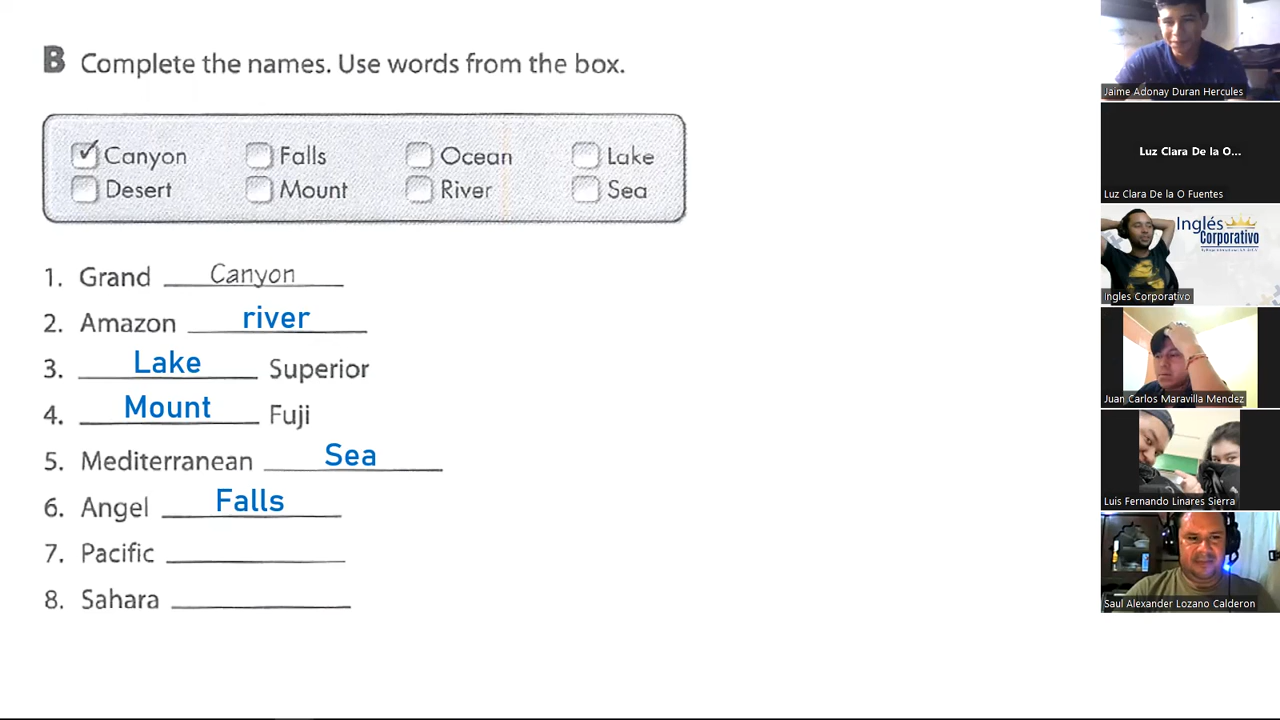 B Complete the names. Use words from the box.
Canyon Falls Ocean Lake
Desert Mount River Sea
1. Grand Canyon
2. Amazon river
3. Lake Superior
4. Mount Fuji
5. Mediterranean Sea
6. Angel Falls
7. Pacific
8. Sahara
Jaime Adonay Duran Hercules
Luz Clara De la O...
Luz Clara De la O Fuentes
Inglés
Corporativo
Ingles Corporativo
Juan Carlos Maravilla Mendez
Luis Fernando Linares Sierra
Saul Alexander Lozano Calderon